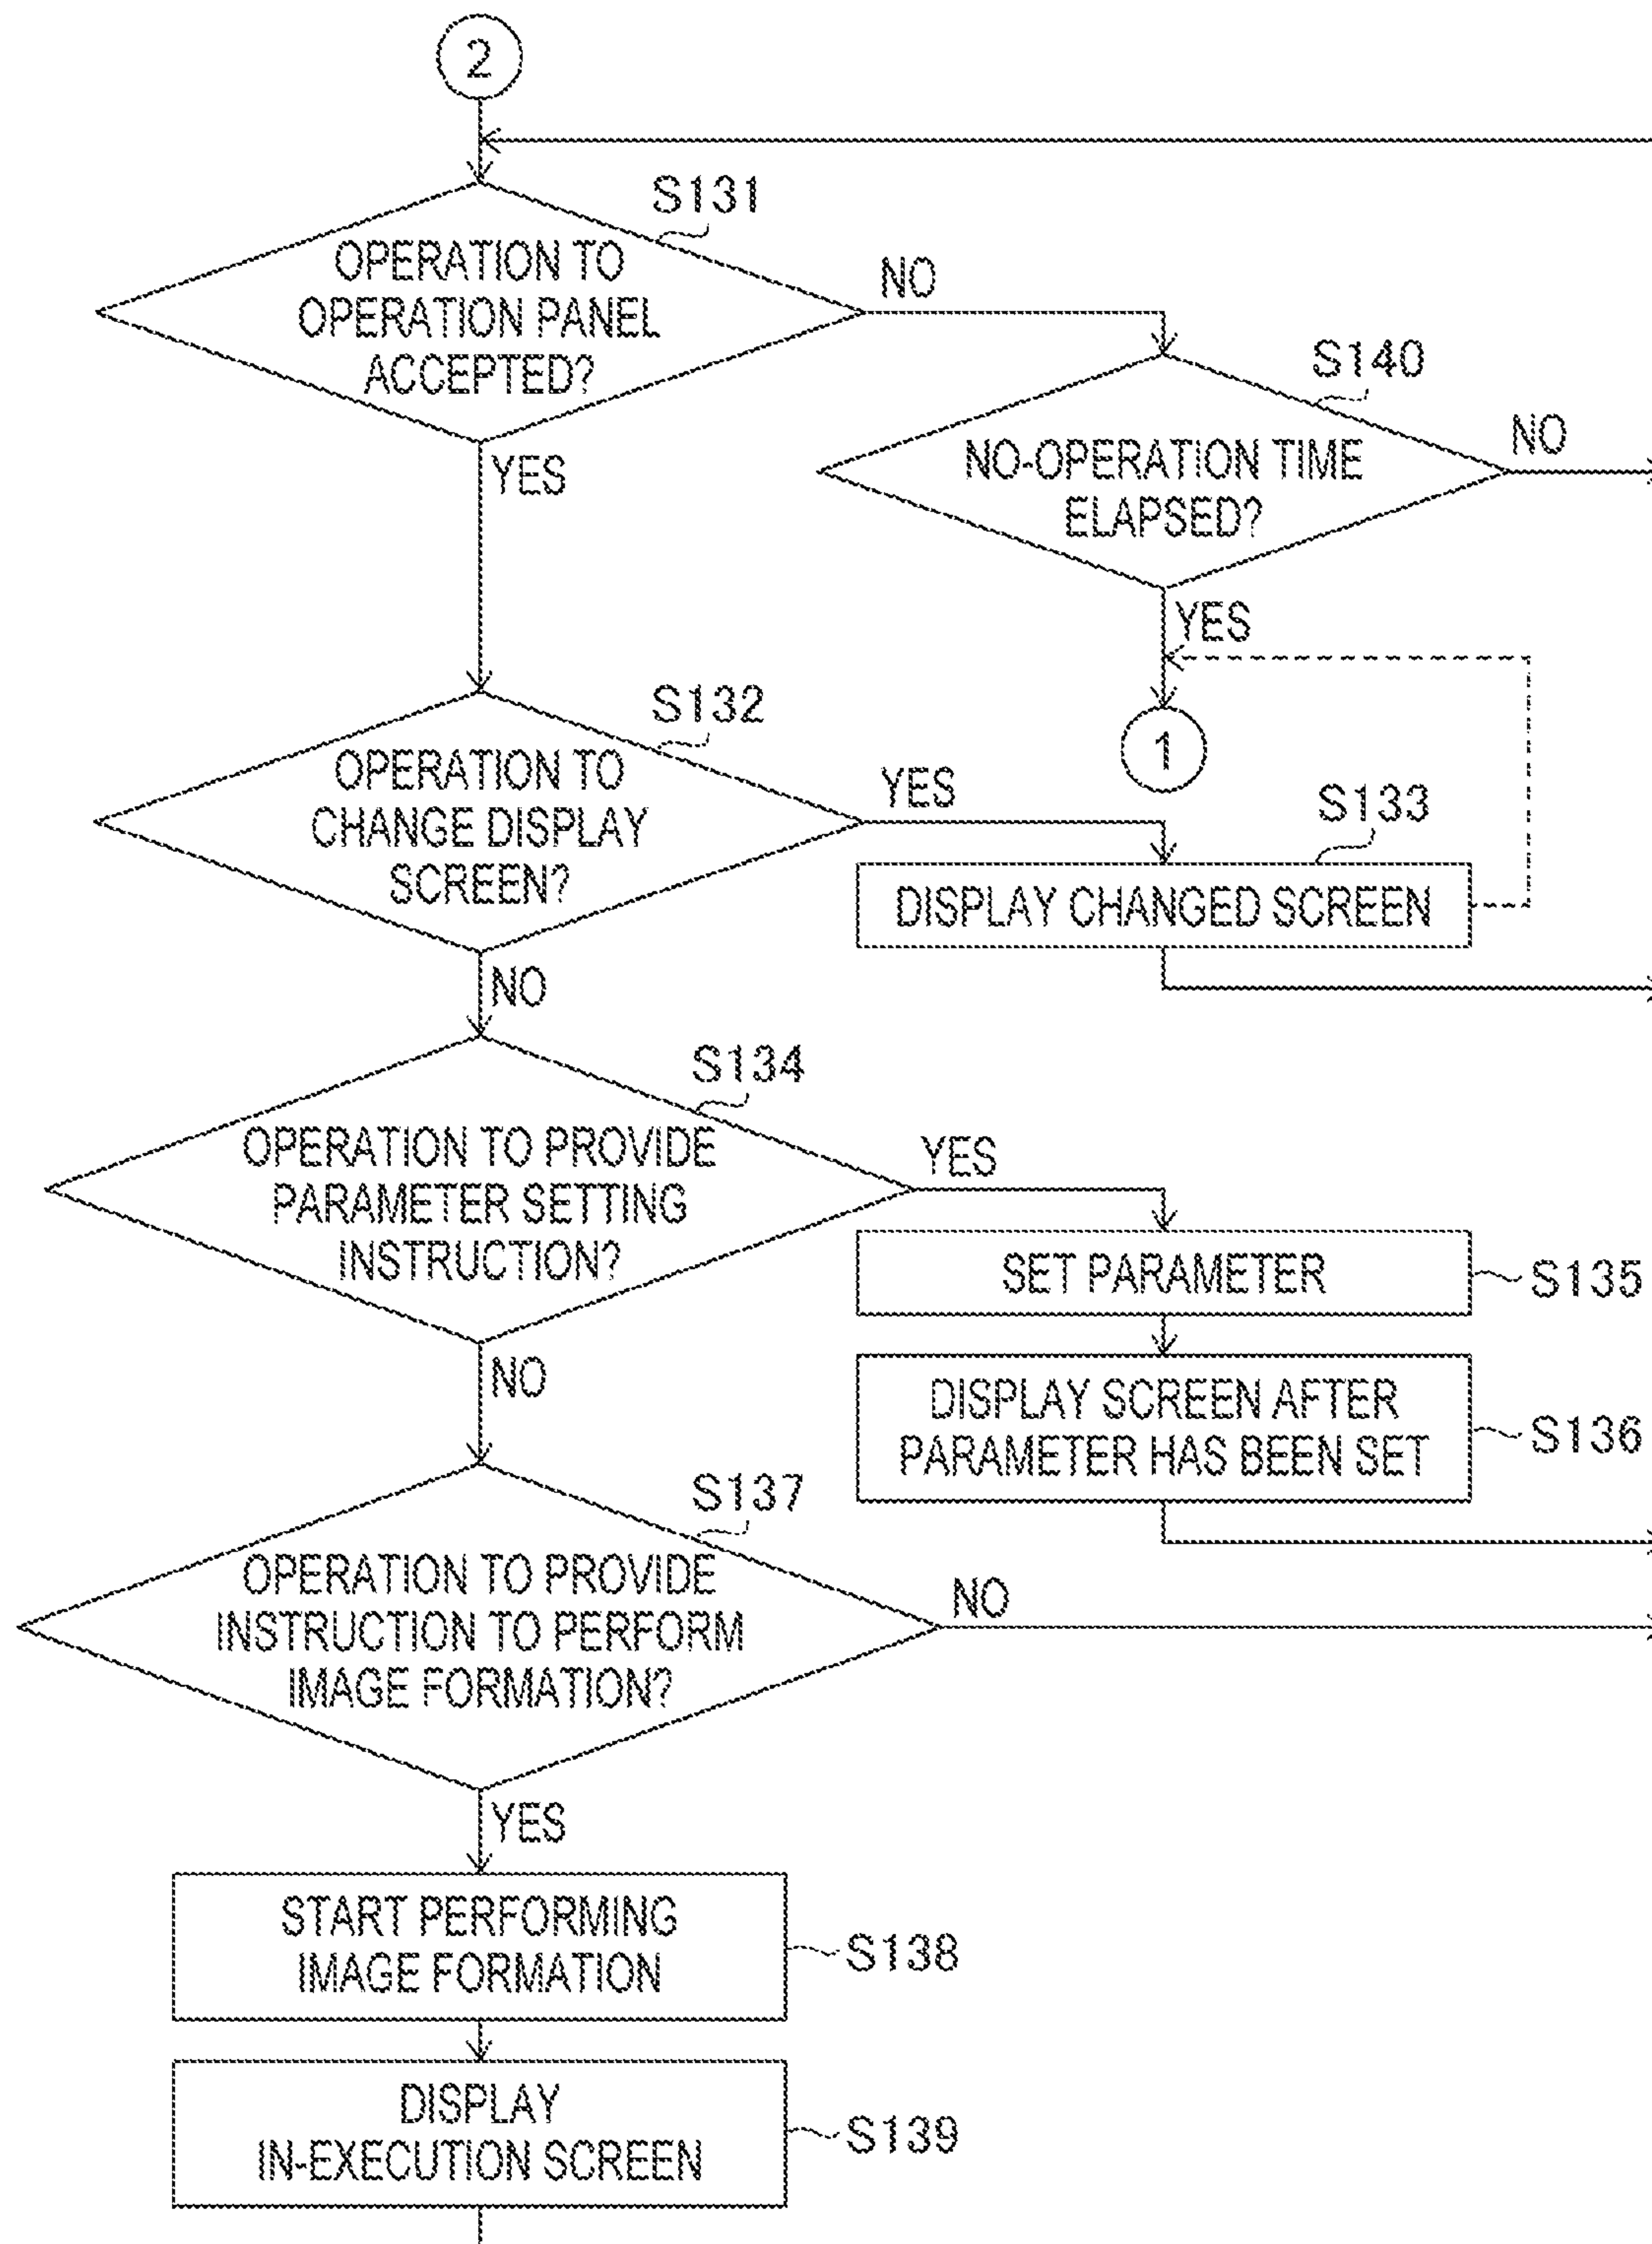 2
S131
OPERATION TO
OPERATION PANEL
ACCEPTED?
NO
YES
S140
NO-OPERATION TIME
ELAPSED?
NO
YES
1
S132
OPERATION TO
CHANGE DISPLAY
SCREEN?
YES
NO
S133
DISPLAY CHANGED SCREEN
S134
OPERATION TO PROVIDE
PARAMETER SETTING
INSTRUCTION?
YES
NO
SET PARAMETER
S135
DISPLAY SCREEN AFTER
PARAMETER HAS BEEN SET
S136
S137
OPERATION TO PROVIDE
INSTRUCTION TO PERFORM
IMAGE FORMATION?
NO
YES
START PERFORMING
IMAGE FORMATION
S138
DISPLAY
IN-EXECUTION SCREEN
S139